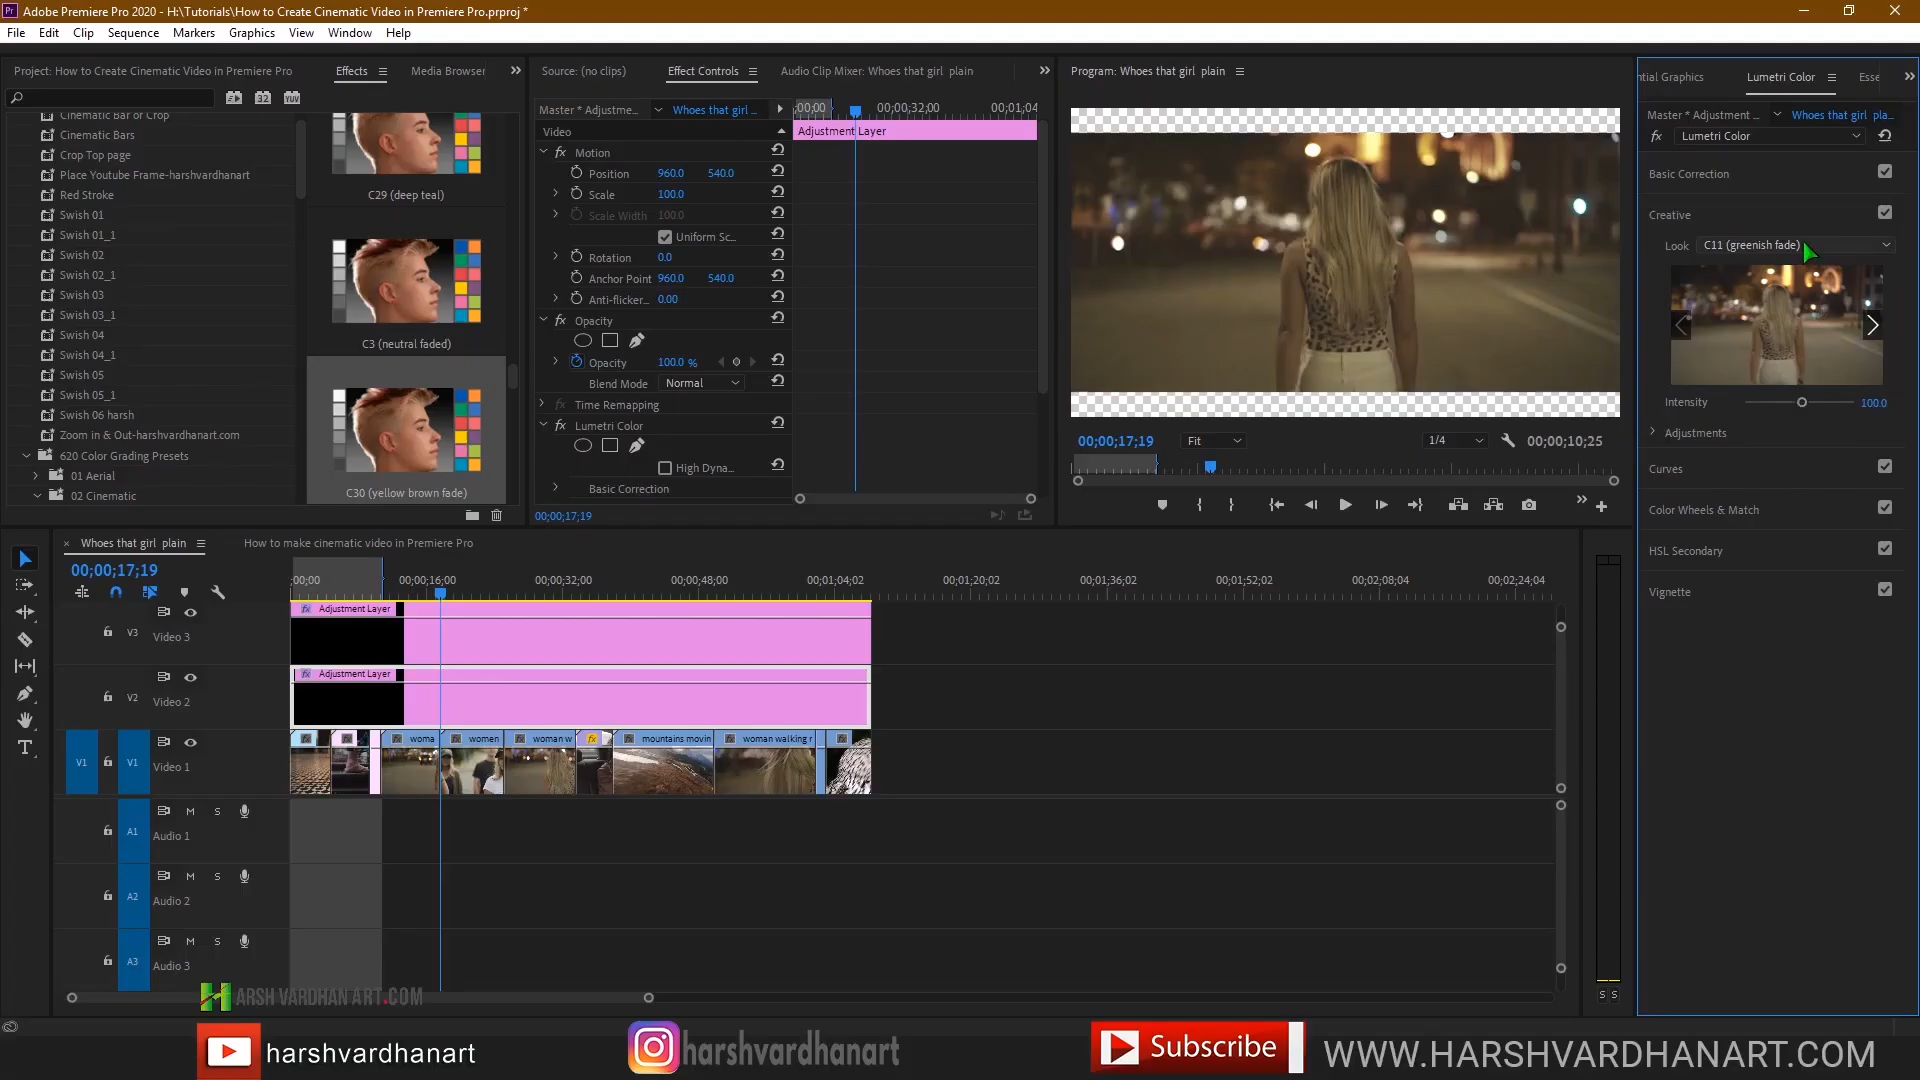 Adobe Premiere Pro 2020 - H:\Tutorials\How to Create Cinematic Video in Premiere Pro.prproj *
File Edit Clip Sequence Markers Graphics View Window Help
Project: How to Create Cinematic Video in Premiere Pro
Effects
Media Browser
Cinematic Bar or Crop
Cinematic Bars
Crop Top page
Place Youtube Frame-harshvardhanart
Red Stroke
Swish 01
Swish 01_1
Swish 02
Swish 02_1
Swish 03
Swish 03_1
Swish 04
Swish 04_1
Swish 05
Swish 05_1
Swish 06 harsh
Zoom in & Out-harshvardhanart.com
620 Color Grading Presets
01 Aerial
02 Cinematic
C29 (deep teal)
C3 (neutral faded)
C30 (yellow brown fade)
Source: (no clips)
Effect Controls
Audio Clip Mixer: Whoes that girl plain
Master * Adjustme...
Whoes that girl ...
;00;00
00;00;32;00
00;01;04
Video
Adjustment Layer
fx Motion
Position 960.0 540.0
Scale 100.0
Scale Width 100.0
Uniform Sc...
Rotation 0.0
Anchor Point 960.0 540.0
Anti-flicker... 0.00
fx Opacity
Opacity 100.0 %
Blend Mode Normal
fx Time Remapping
fx Lumetri Color
High Dyna...
Basic Correction
00;00;17;19
Program: Whoes that girl plain
00;00;17;19
Fit
1/4
00;00;10;25
ntial Graphics
Lumetri Color
Esse
Master * Adjustment ...
Whoes that girl pla...
fx Lumetri Color
Basic Correction
Creative
Look C11 (greenish fade)
Intensity 100.0
Adjustments
Curves
Color Wheels & Match
HSL Secondary
Vignette
Whoes that girl plain
How to make cinematic video in Premiere Pro
00;00;17;19
;00;00
00;00;16;00
00;00;32;00
00;00;48;00
00;01;04;02
00;01;20;02
00;01;36;02
00;01;52;02
00;02;08;04
00;02;24;04
V3 Video 3
fx Adjustment Layer
V2 Video 2
fx Adjustment Layer
V1 V1 Video 1
woma
women
woman w
mountains movin
woman walking r
M S
A1 Audio 1
M S
A2 Audio 2
M S
A3 Audio 3
S S
HARSH VARDHAN ART.COM
harshvardhanart
harshvardhanart
Subscribe
WWW.HARSHVARDHANART.COM